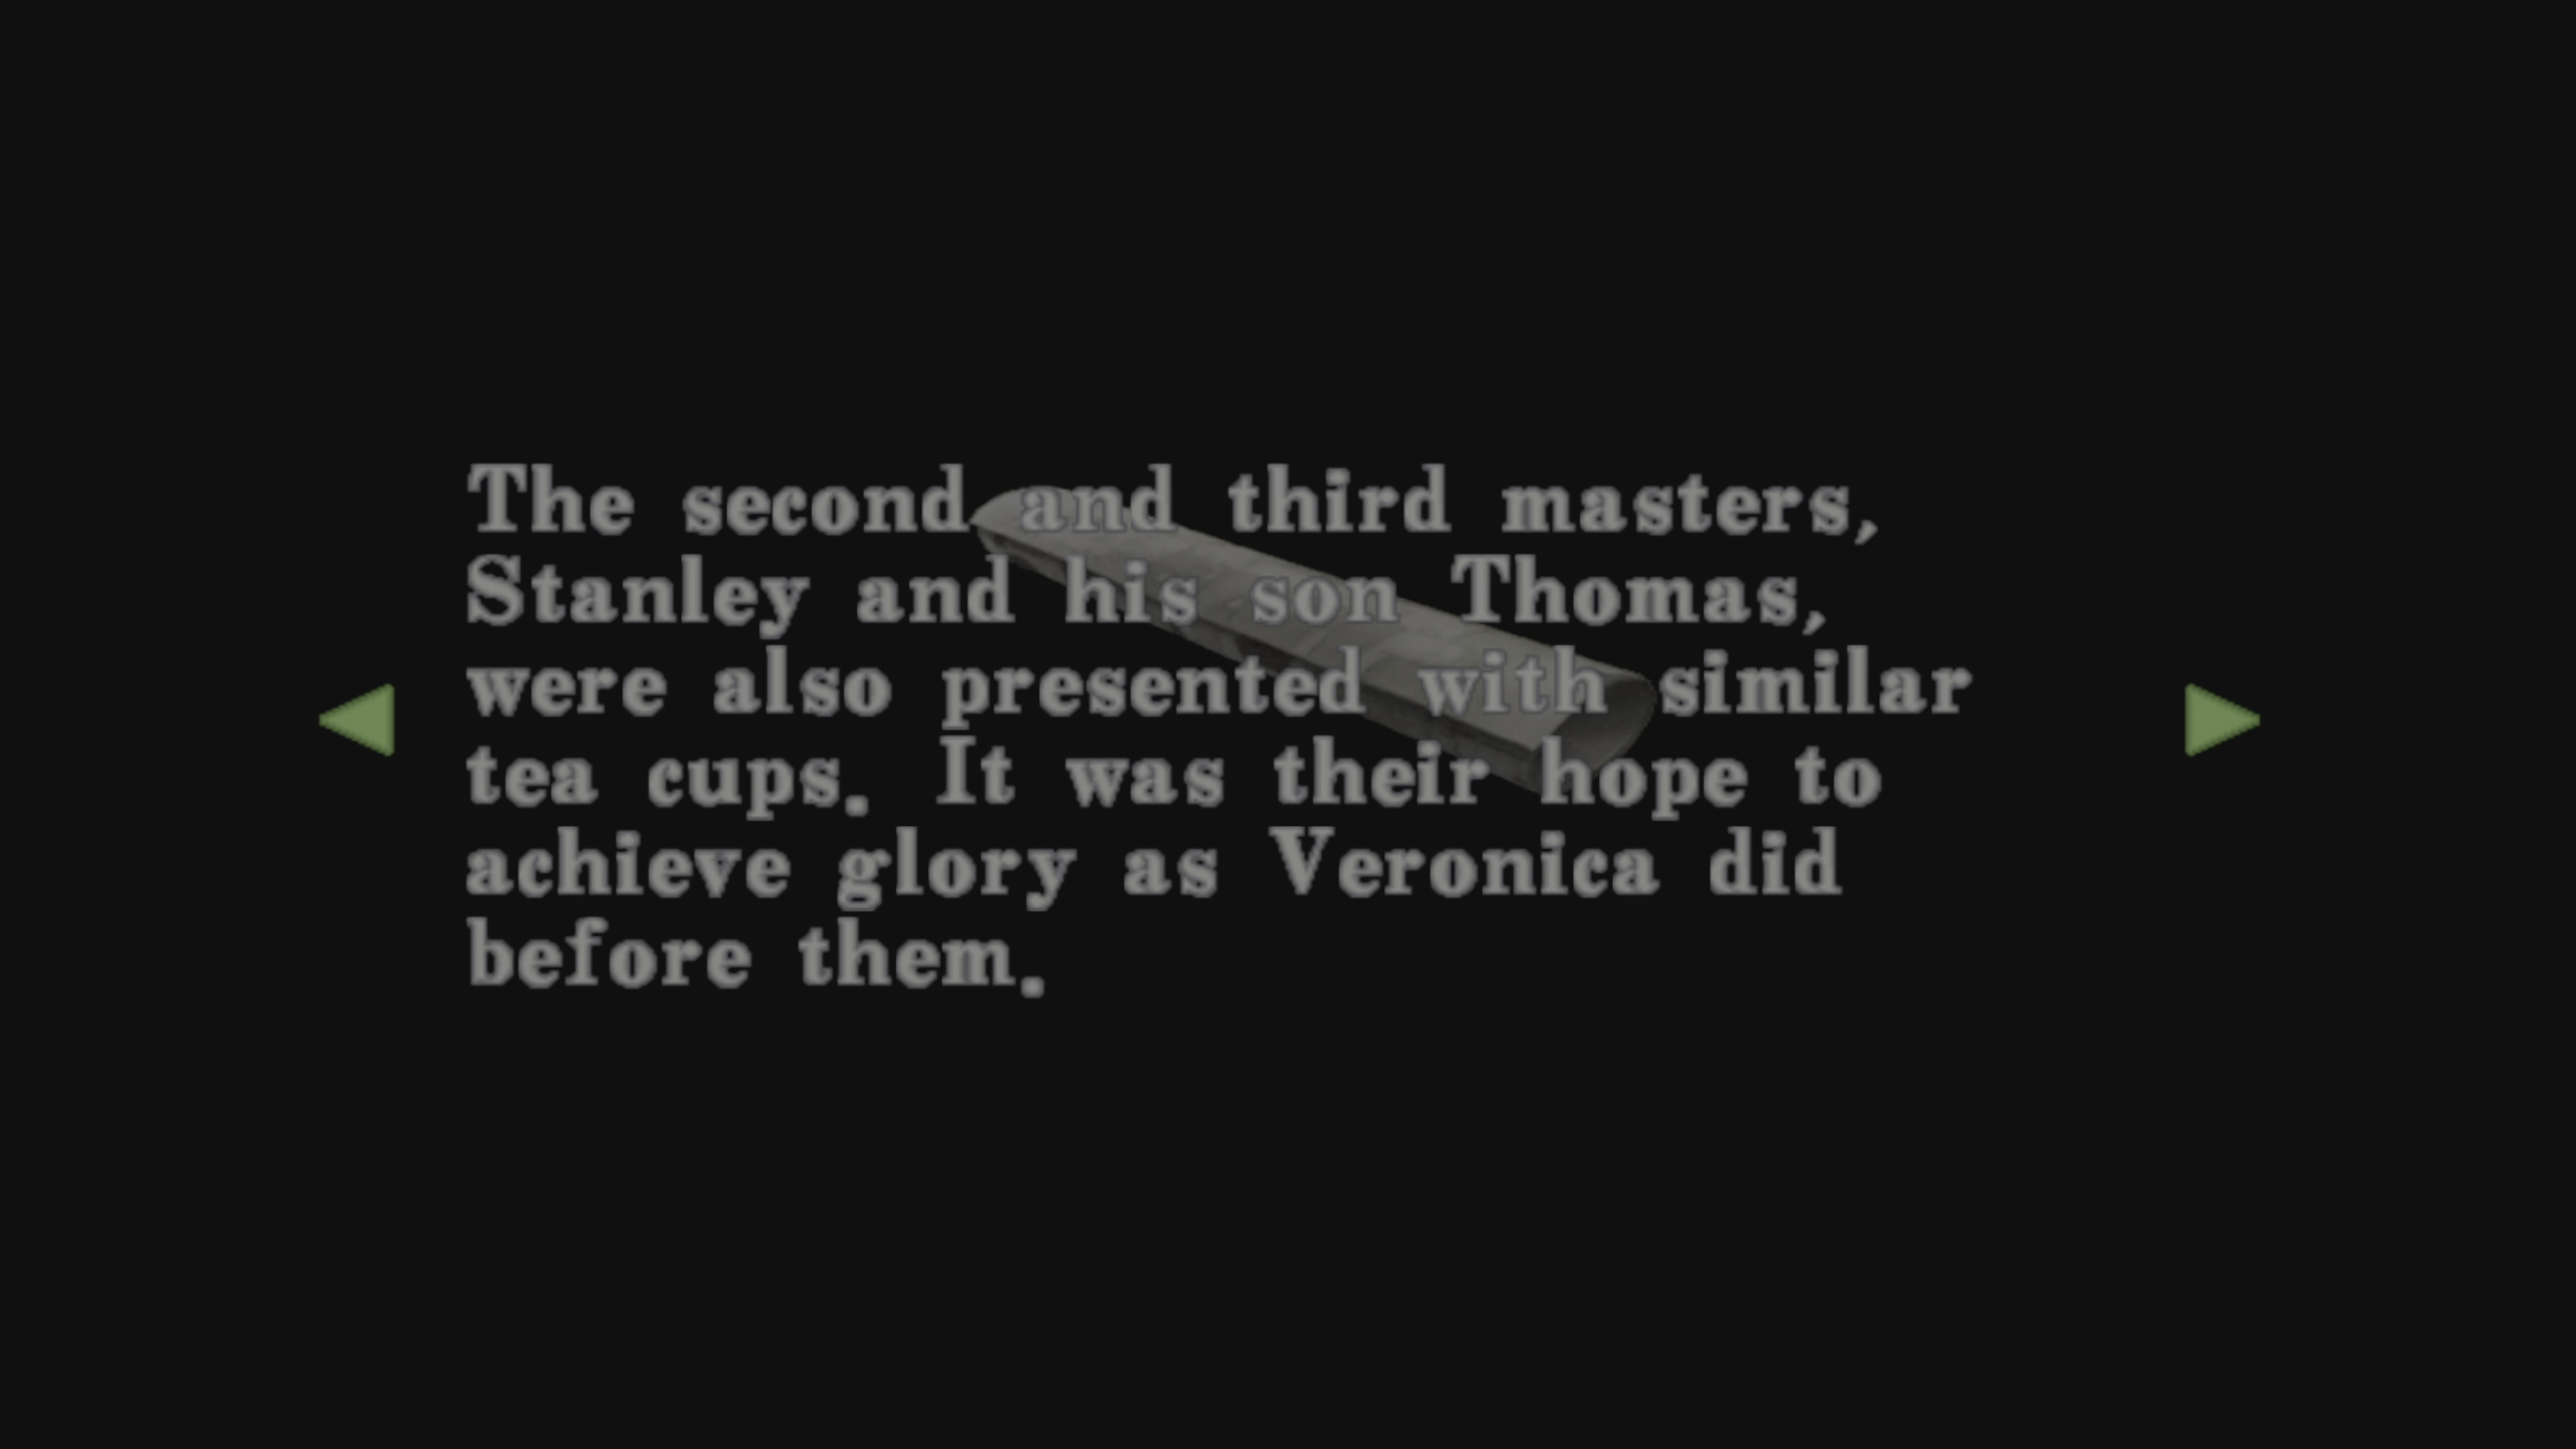 The second and third masters,
Stanley and his son Thomas,
were also presented with similar
tea cups. It was their hope to
achieve glory as Veronica did
before them.